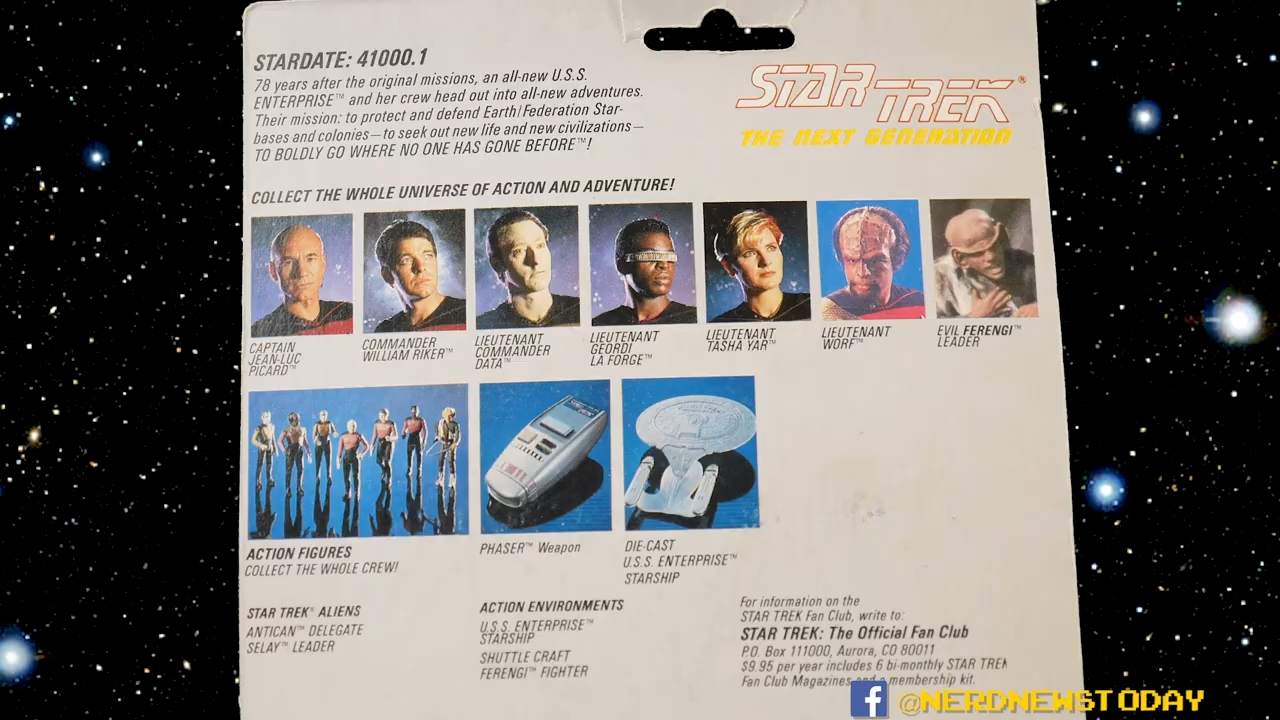 STARDATE: 41000.1
78 years after the original missions, an all-new U.S.S.
ENTERPRISE™ and her crew head out into all-new adventures.
Their mission: to protect and defend Earth/Federation Star-
bases and colonies—to seek out new life and new civilizations—
TO BOLDLY GO WHERE NO ONE HAS GONE BEFORE™!
STAR TREK®
THE NEXT GENERATION
COLLECT THE WHOLE UNIVERSE OF ACTION AND ADVENTURE!
CAPTAIN
JEAN-LUC
PICARD™
COMMANDER
WILLIAM RIKER™
LIEUTENANT
COMMANDER
DATA™
LIEUTENANT
GEORDI
LA FORGE™
LIEUTENANT
TASHA YAR™
LIEUTENANT
WORF™
EVIL FERENGI™
LEADER
ACTION FIGURES
COLLECT THE WHOLE CREW!
PHASER™ Weapon
DIE-CAST
U.S.S. ENTERPRISE™
STARSHIP
STAR TREK® ALIENS
ANTICAN™ DELEGATE
SELAY™ LEADER
ACTION ENVIRONMENTS
U.S.S. ENTERPRISE™
STARSHIP
SHUTTLE CRAFT
FERENGI™ FIGHTER
For information on the
STAR TREK Fan Club, write to:
STAR TREK: The Official Fan Club
P.O. Box 111000, Aurora, CO 80011
$9.95 per year includes 6 bi-monthly STAR TREK
Fan Club Magazines and a membership kit.
@NERDNEWSTODAY